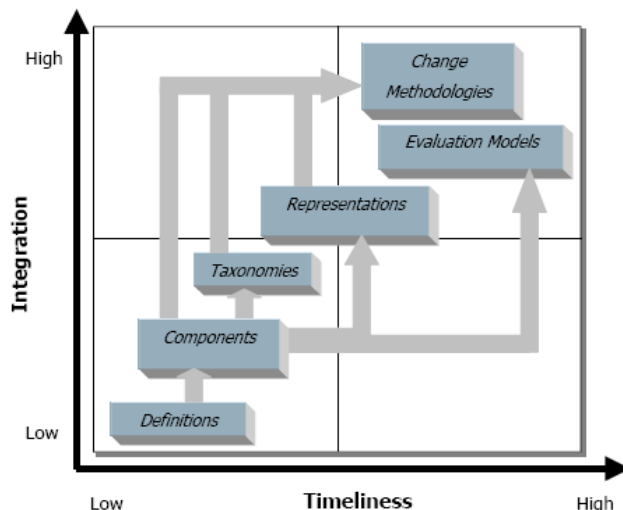 High
Change
Methodologies
Evaluation Models
Representations
Integration
Taxonomies
Components
Definitions
Low
Low
Timeliness
High